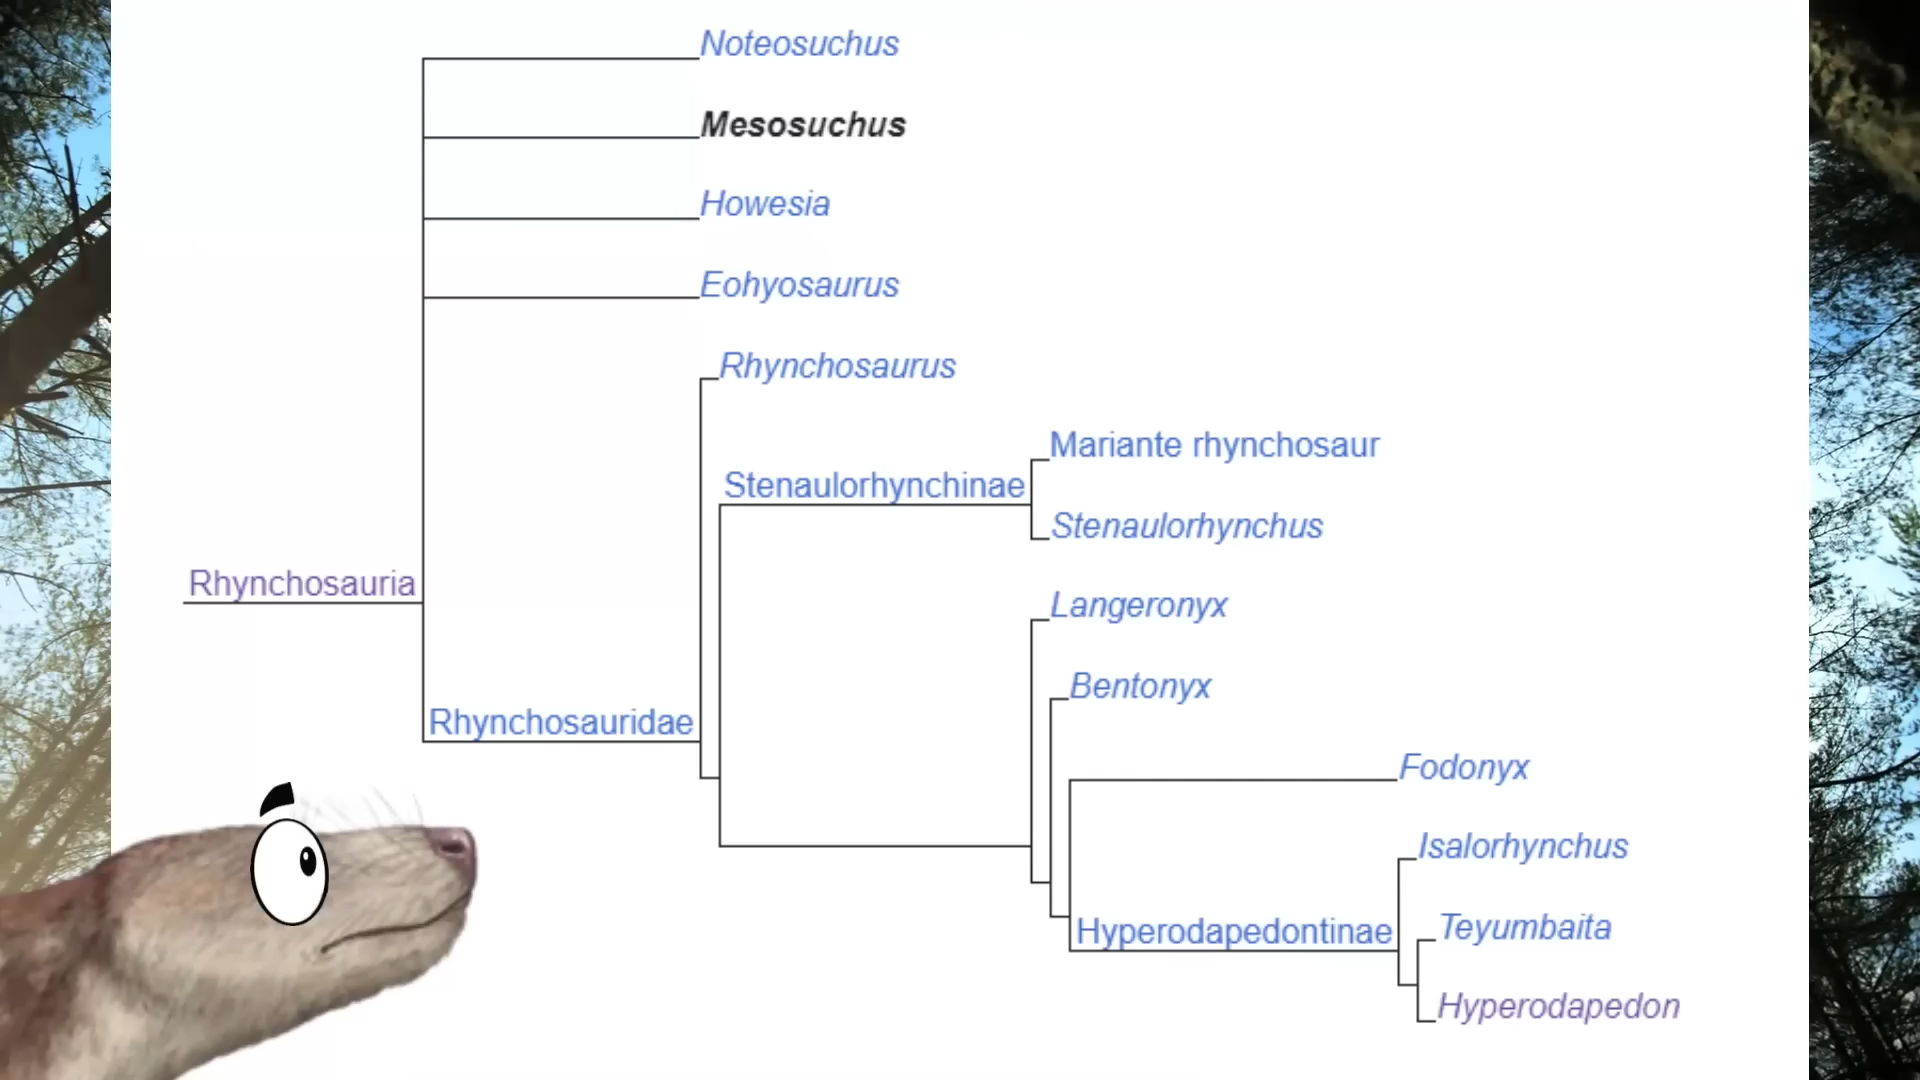 Noteosuchus
Mesosuchus
Howesia
Eohyosaurus
Rhynchosaurus
Mariante rhynchosaur
Stenaulorhynchinae
Stenaulorhynchus
Rhynchosauria
Langeronyx
Bentonyx
Rhynchosauridae
Fodonyx
Isalorhynchus
Hyperodapedontinae
Teyumbaita
Hyperodapedon